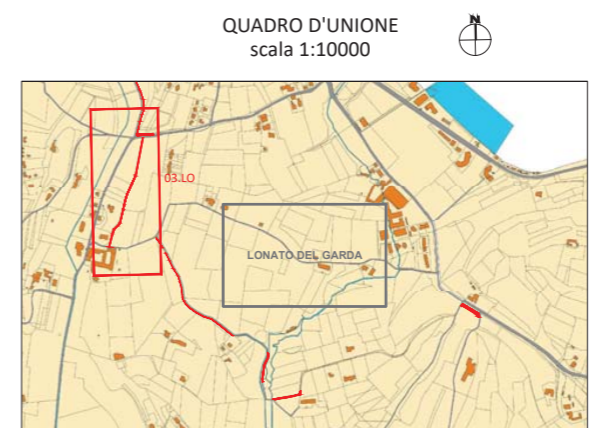 QUADRO D'UNIONE
scala 1:10000
N
03.LO
LONATO DEL GARDA